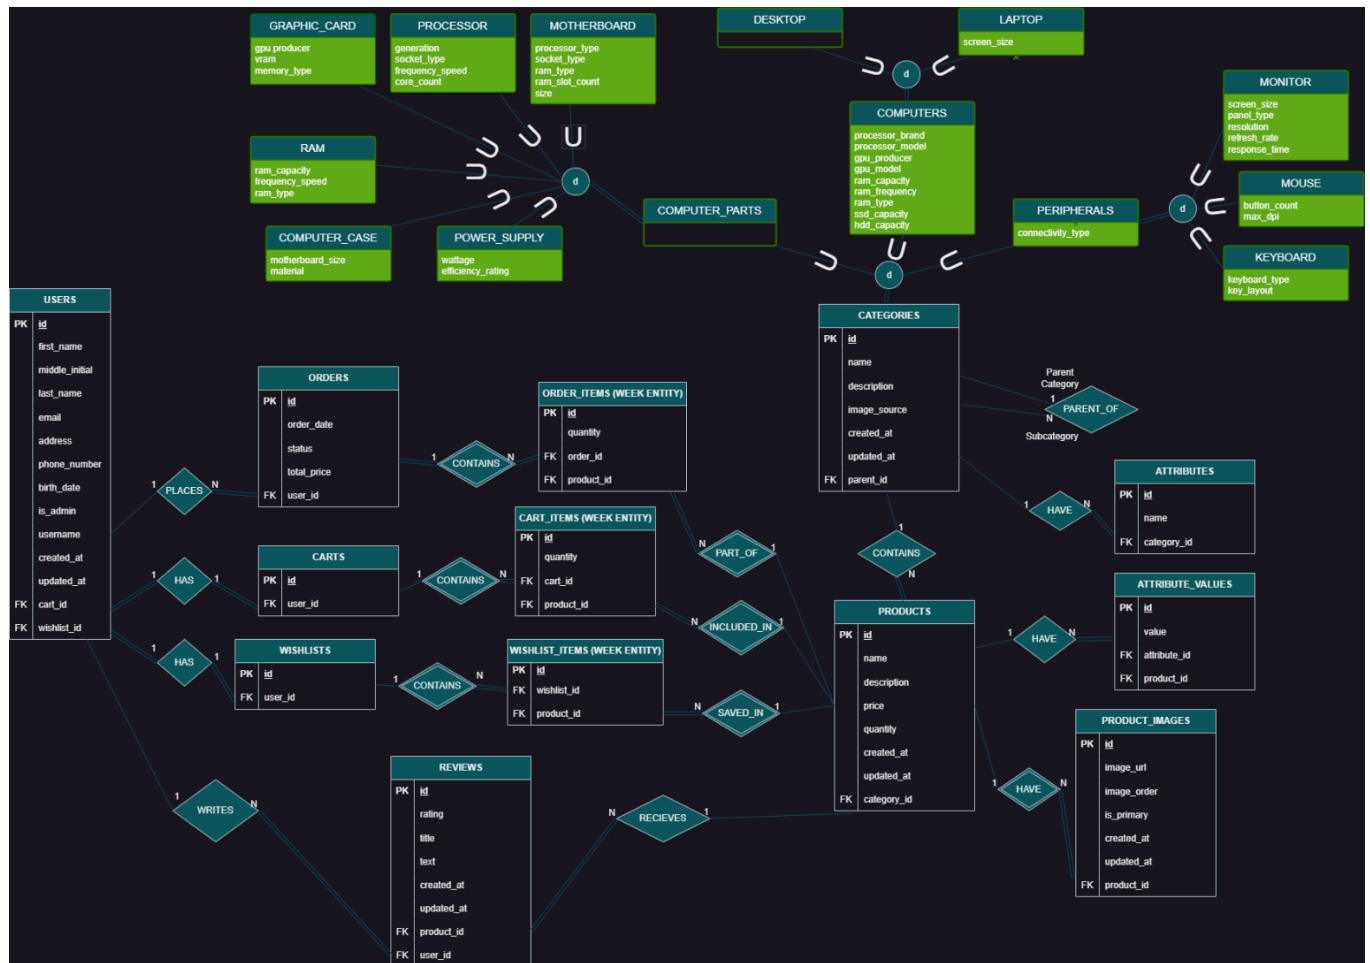 GRAPHIC_CARD
gpu producer
vram
memory_type
PROCESSOR
generation
socket_type
frequency_speed
core_count
MOTHERBOARD
processor_type
socket_type
ram_type
ram_slot_count
size
DESKTOP
LAPTOP
screen_size
d
COMPUTERS
processor_brand
processor_model
gpu_producer
gpu_model
ram_capacity
ram_frequency
ram_type
ssd_capacity
hdd_capacity
MONITOR
screen_size
panel_type
resolution
refresh_rate
response_time
RAM
ram_capacity
frequency_speed
ram_type
d
COMPUTER_PARTS
PERIPHERALS
connectivity_type
d
MOUSE
button_count
max_dpi
COMPUTER_CASE
motherboard_size
material
POWER_SUPPLY
wattage
efficiency_rating
d
KEYBOARD
keyboard_type
key_layout
USERS
PK id
first_name
middle_initial
last_name
email
address
phone_number
birth_date
is_admin
username
created_at
updated_at
FK cart_id
FK wishlist_id
ORDERS
PK id
order_date
status
total_price
FK user_id
1 CONTAINS N
ORDER_ITEMS (WEEK ENTITY)
PK id
quantity
FK order_id
FK product_id
CATEGORIES
PK id
name
description
image_source
created_at
updated_at
FK parent_id
Parent
Category
1
PARENT_OF
N
Subcategory
1 PLACES N
ATTRIBUTES
PK id
name
FK category_id
1 HAVE N
CART_ITEMS (WEEK ENTITY)
PK id
quantity
FK cart_id
FK product_id
N PART_OF 1
1
CONTAINS
N
CARTS
PK id
FK user_id
1 HAS 1
1 CONTAINS N
ATTRIBUTE_VALUES
PK id
value
FK attribute_id
FK product_id
PRODUCTS
PK id
name
description
price
quantity
created_at
updated_at
FK category_id
N INCLUDED_IN 1
1 HAVE N
1 HAS 1
WISHLISTS
PK id
FK user_id
1 CONTAINS N
WISHLIST_ITEMS (WEEK ENTITY)
PK id
FK wishlist_id
FK product_id
N SAVED_IN 1
PRODUCT_IMAGES
PK id
image_url
image_order
is_primary
created_at
updated_at
FK product_id
1 HAVE N
REVIEWS
PK id
rating
title
text
created_at
updated_at
FK product_id
FK user_id
1 WRITES N
N RECIEVES 1